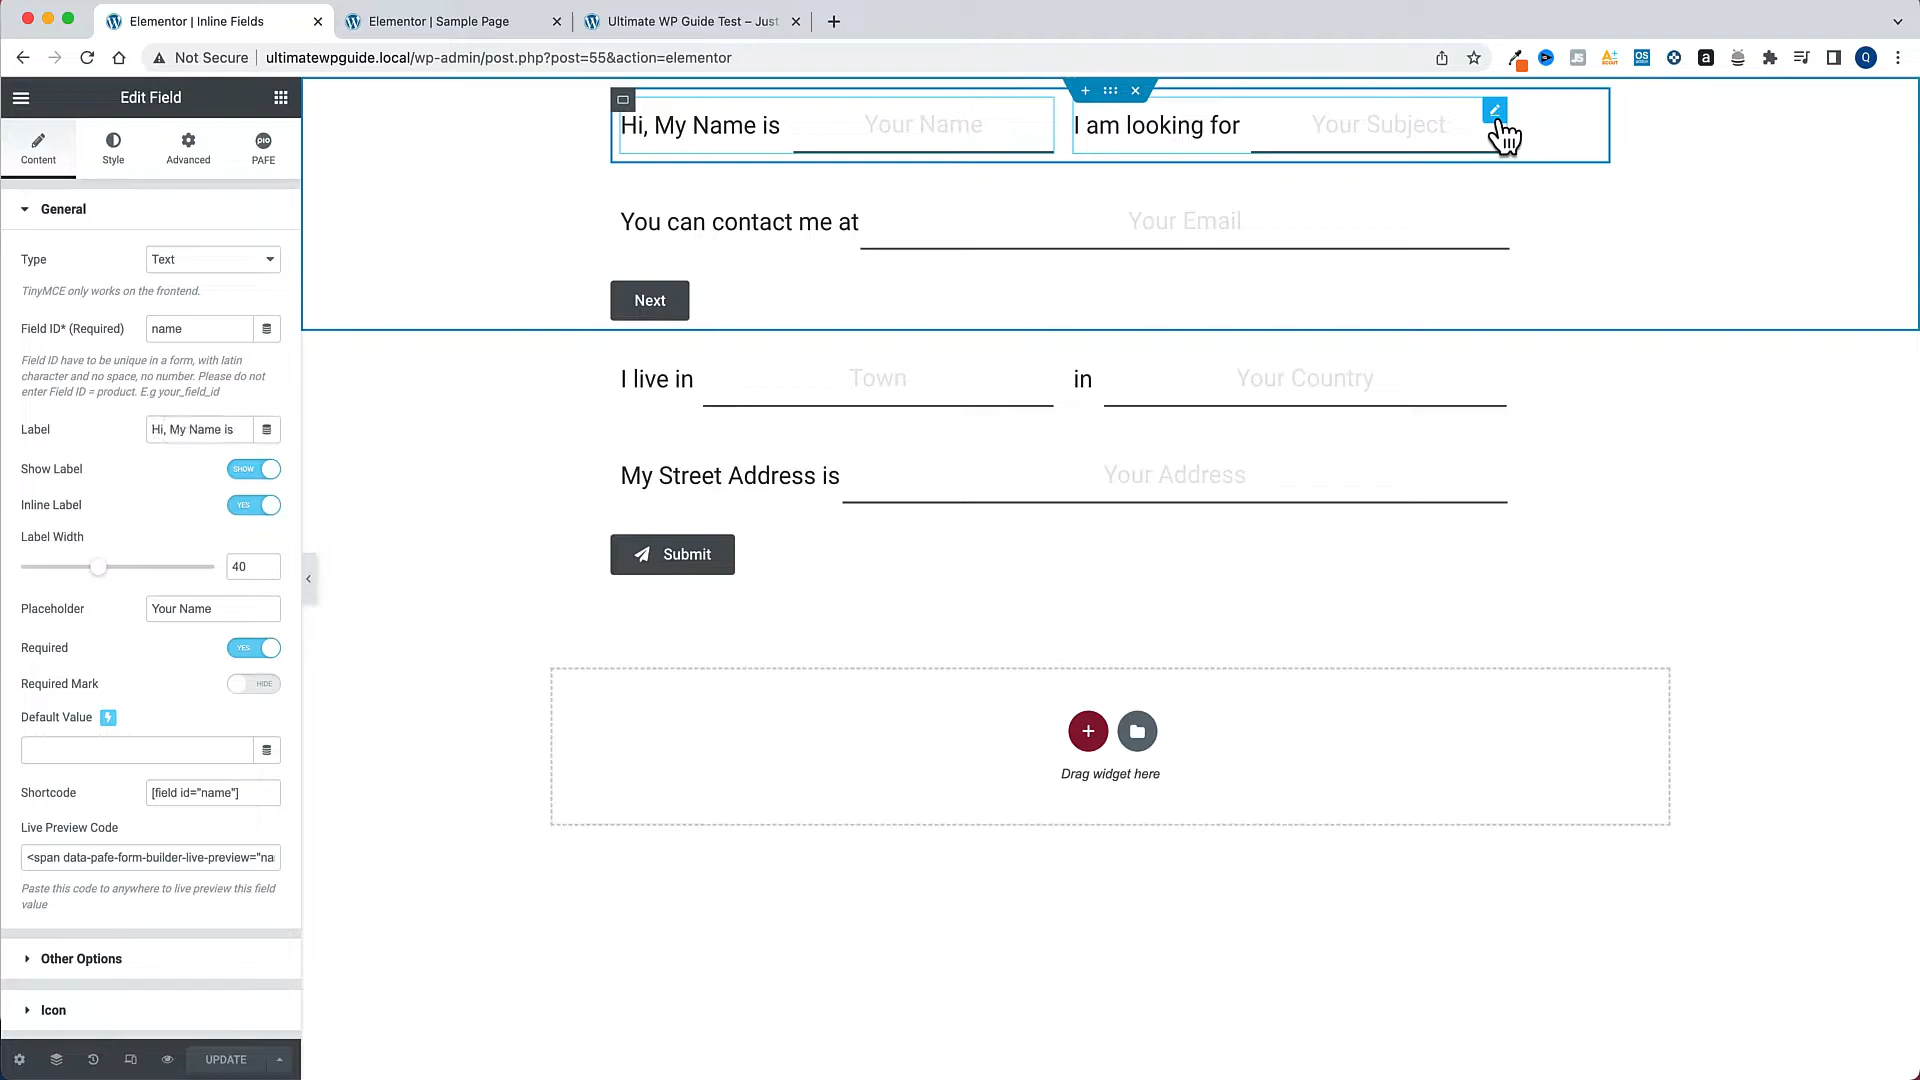 Elementor | Inline Fields
Elementor | Sample Page
Ultimate WP Guide Test – Just
Not Secure
ultimatewpguide.local/wp-admin/post.php?post=55&action=elementor
Edit Field
Content
Style
Advanced
PAFE
General
Type
Text
TinyMCE only works on the frontend.
Field ID* (Required)
name
Field ID have to be unique in a form, with latin
character and no space, no number. Please do not
enter Field ID = product. E.g your_field_id
Label
Hi, My Name is
Show Label
SHOW
Inline Label
YES
Label Width
40
Placeholder
Your Name
Required
YES
Required Mark
HIDE
Default Value
Shortcode
[field id="name"]
Live Preview Code
<span data-pafe-form-builder-live-preview="na
Paste this code to anywhere to live preview this field
value
Other Options
Icon
UPDATE
Hi, My Name is
Your Name
I am looking for
Your Subject
You can contact me at
Your Email
Next
I live in
Town
in
Your Country
My Street Address is
Your Address
Submit
Drag widget here